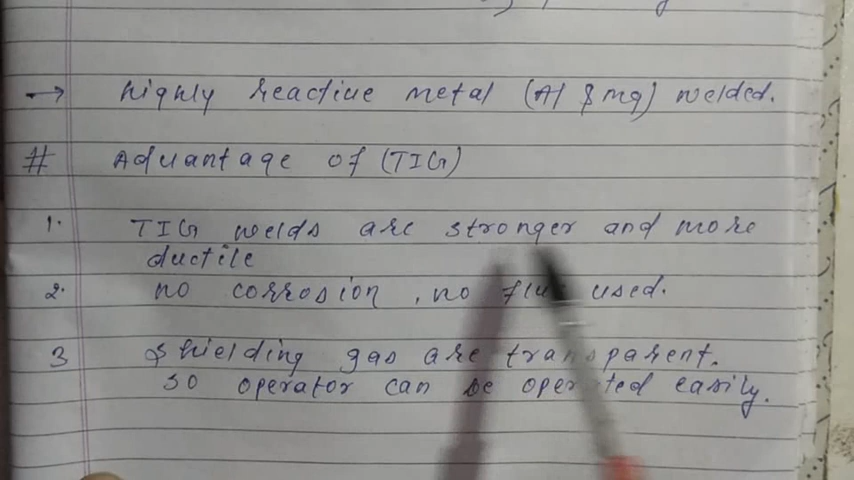 → highly reactive metal (Al & mg) welded.
# Advantage of (TIG)
1. TIG welds are stronger and more
ductile
2. no corrosion, no flux used.
3 shielding gas are transparent.
so operator can be operated easily.